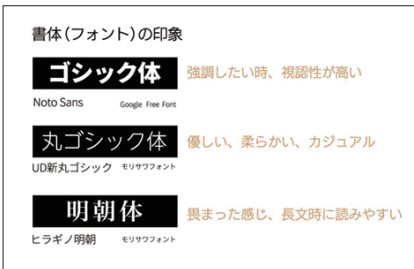 書体(フォント)の印象
ゴシック体 強調したい時、視認性が高い
Noto Sans Google Free Font
丸ゴシック体 優しい、柔らかい、カジュアル
UD新丸ゴシック モリサワフォント
明朝体 畏まった感じ、長文時に読みやすい
ヒラギノ明朝 モリサワフォント